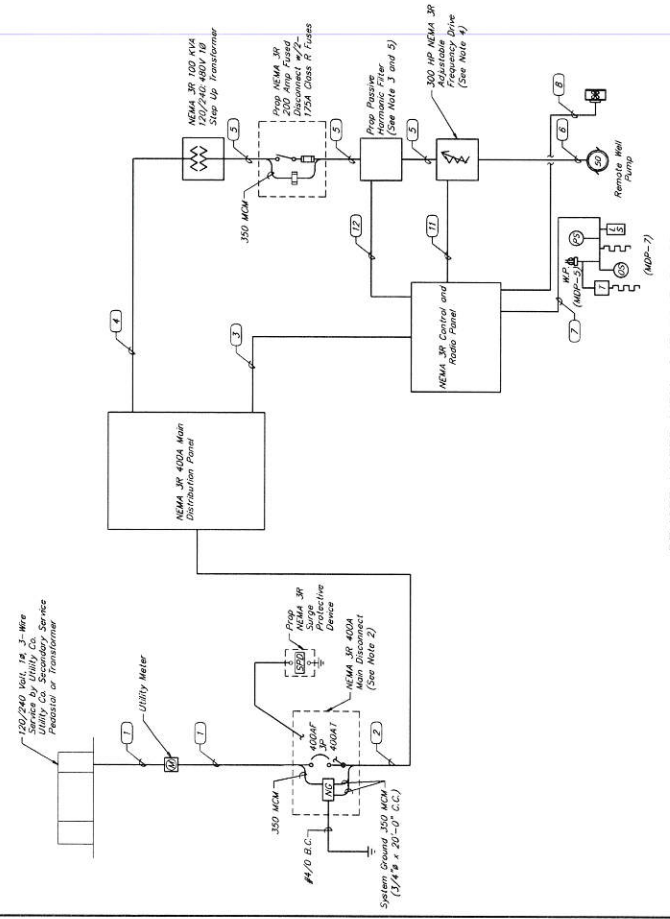 120/240 Volt, 1ø, 3-Wire
Service by Utility Co.
Utility Co. Secondary Service
Pedestal or Transformer
1
Utility Meter
M
1
350 MCM
400AF
3P
400AT
NG
#4/0 B.C.
System Ground 350 MCM
(3/4"ø x 20'-0" C.C.)
2
Prop
NEMA 3R
Surge
Protective
Device
SPD
NEMA 3R 400A
Main Disconnect
(See Note 2)
NEMA 3R 400A Main
Distribution Panel
4
3
NEMA 3R 100 KVA
120/240: 480V 1Ø
Step Up Transformer
5
350 MCM
Prop NEMA 3R
200 Amp Fused
Disconnect w/2-
175A Class R Fuses
5
Prop Passive
Harmonic Filter
(See Note 3 and 5)
5
300 HP NEMA 3R
Adjustable
Frequency Drive
(See Note 4)
12
11
NEMA 3R Control and
Radio Panel
8
6
50
Remote Well
Pump
7
W.P.
(MDP-5)
PS
L
S
T
OS
(MDP-7)